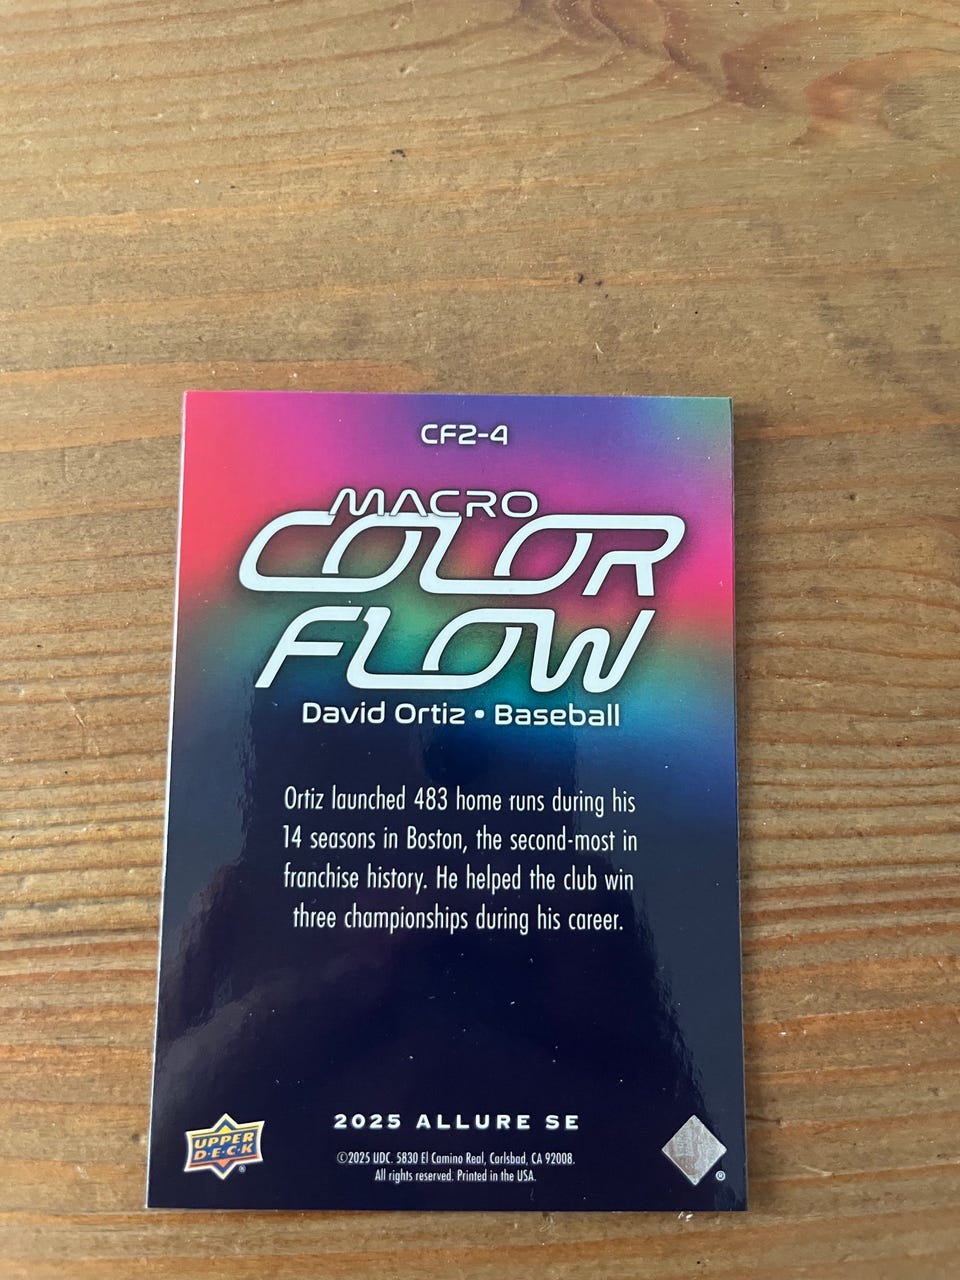 CF2-4
MACRO
COLOR
FLOW
David Ortiz • Baseball
Ortiz launched 483 home runs during his
14 seasons in Boston, the second-most in
franchise history. He helped the club win
three championships during his career.
2025 ALLURE SE
UPPER
D·E·C·K
®
©2025 UDC. 5830 El Camino Real, Carlsbad, CA 92008.
All rights reserved. Printed in the USA.
®